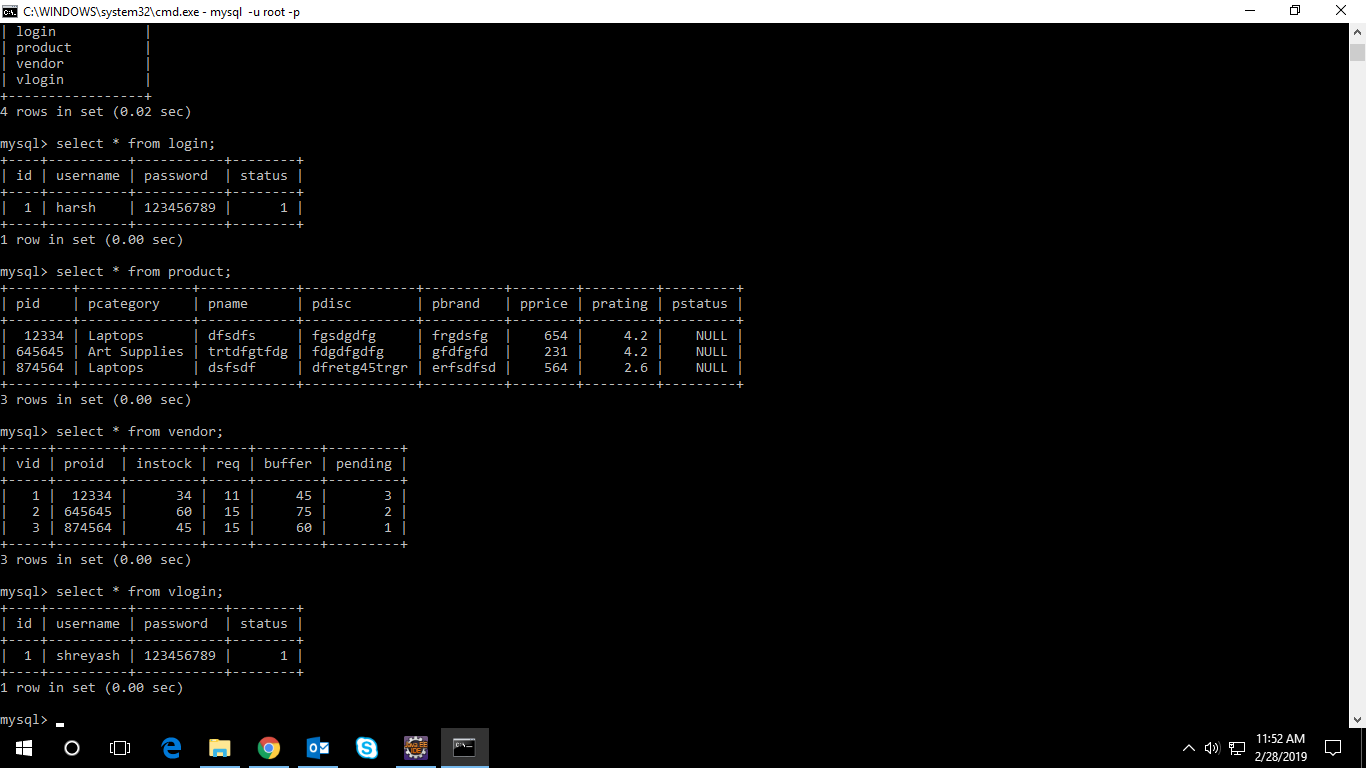 C:\WINDOWS\system32\cmd.exe - mysql  -u root -p
| login           |
| product         |
| vendor          |
| vlogin          |
+-----------------+
4 rows in set (0.02 sec)
mysql> select * from login;
+----+----------+-----------+--------+
| id | username | password  | status |
+----+----------+-----------+--------+
|  1 | harsh    | 123456789 |      1 |
+----+----------+-----------+--------+
1 row in set (0.00 sec)
mysql> select * from product;
+--------+--------------+------------+--------------+----------+--------+---------+---------+
| pid    | pcategory    | pname      | pdisc        | pbrand   | pprice | prating | pstatus |
+--------+--------------+------------+--------------+----------+--------+---------+---------+
|  12334 | Laptops      | dfsdfs     | fgsdgdfg     | frgdsfg  |    654 |     4.2 |    NULL |
| 645645 | Art Supplies | trtdfgtfdg | fdgdfgdfg    | gfdfgfd  |    231 |     4.2 |    NULL |
| 874564 | Laptops      | dsfsdf     | dfretg45trgr | erfsdfsd |    564 |     2.6 |    NULL |
+--------+--------------+------------+--------------+----------+--------+---------+---------+
3 rows in set (0.00 sec)
mysql> select * from vendor;
+-----+--------+---------+-----+--------+---------+
| vid | proid  | instock | req | buffer | pending |
+-----+--------+---------+-----+--------+---------+
|   1 |  12334 |      34 |  11 |     45 |       3 |
|   2 | 645645 |      60 |  15 |     75 |       2 |
|   3 | 874564 |      45 |  15 |     60 |       1 |
+-----+--------+---------+-----+--------+---------+
3 rows in set (0.00 sec)
mysql> select * from vlogin;
+----+----------+-----------+--------+
| id | username | password  | status |
+----+----------+-----------+--------+
|  1 | shreyash | 123456789 |      1 |
+----+----------+-----------+--------+
1 row in set (0.00 sec)
mysql>
Java EE
IDE
11:52 AM
2/28/2019